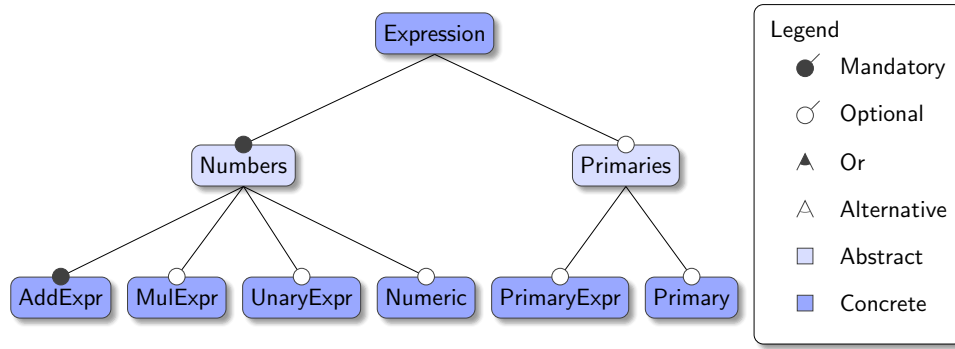 Expression
Numbers
Primaries
AddExpr
MulExpr
UnaryExpr
Numeric
PrimaryExpr
Primary
Legend
Mandatory
Optional
Or
Alternative
Abstract
Concrete